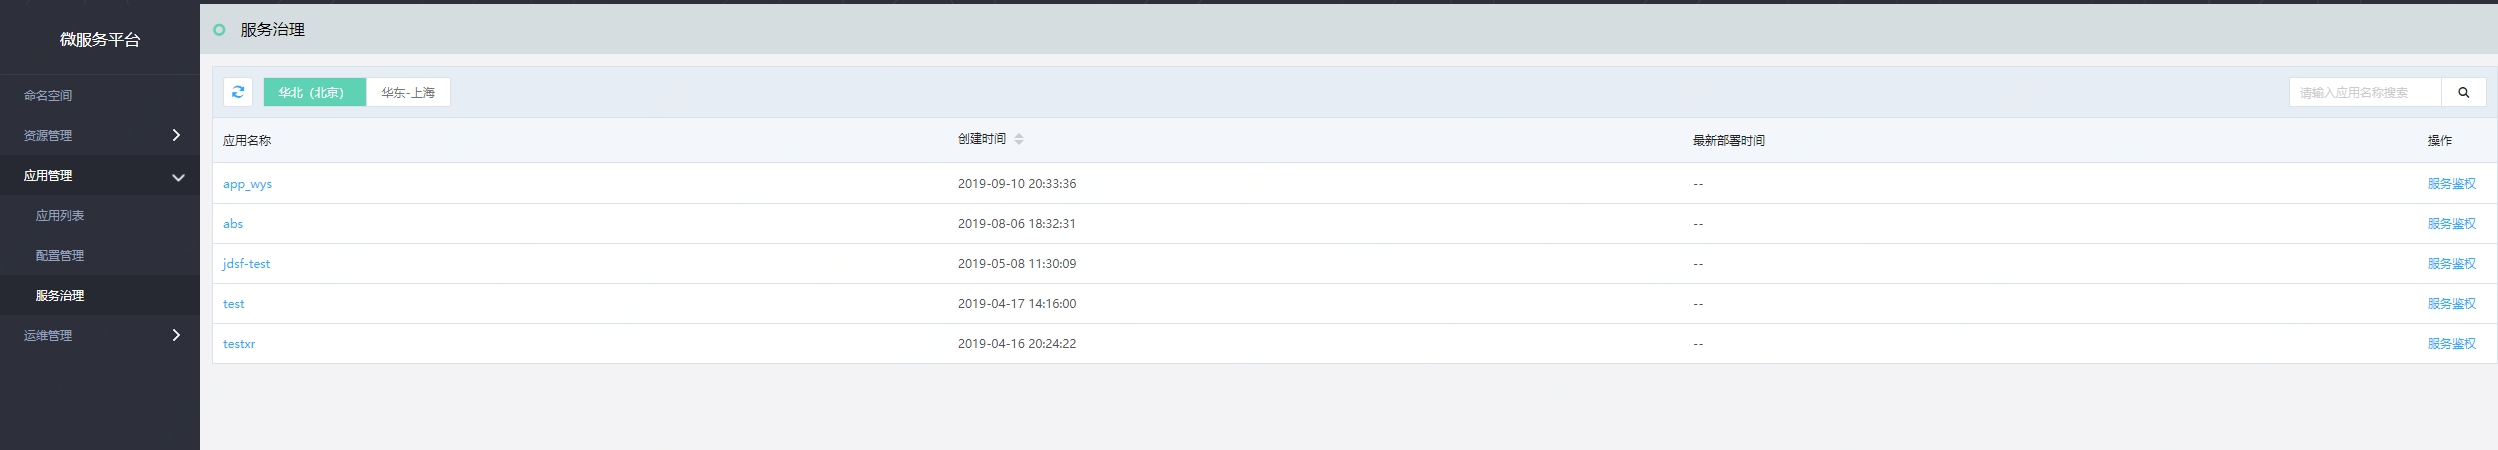 微服务平台
命名空间
资源管理
应用管理
应用列表
配置管理
服务治理
运维管理
服务治理
华北（北京） 华东-上海 请输入应用名称搜索
应用名称 创建时间 最新部署时间 操作
app_wys 2019-09-10 20:33:36 -- 服务鉴权
abs 2019-08-06 18:32:31 -- 服务鉴权
jdsf-test 2019-05-08 11:30:09 -- 服务鉴权
test 2019-04-17 14:16:00 -- 服务鉴权
testxr 2019-04-16 20:24:22 -- 服务鉴权